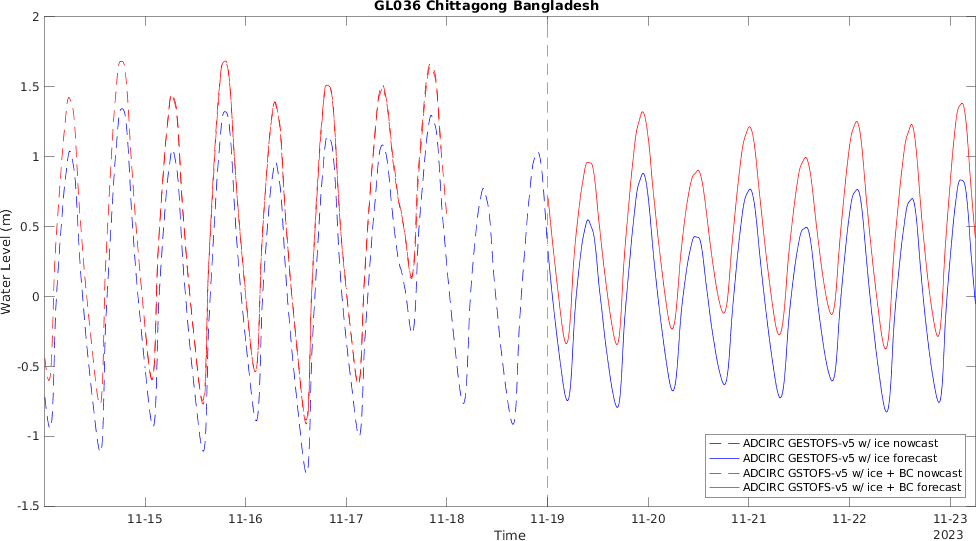 GL036 Chittagong Bangladesh
2
1.5
1
0.5
0
-0.5
-1
-1.5
Water Level (m)
11-15 11-16 11-17 11-18 11-19 11-20 11-21 11-22 11-23
Time
2023
ADCIRC GESTOFS-v5 w/ ice nowcast
ADCIRC GESTOFS-v5 w/ ice forecast
ADCIRC GSTOFS-v5 w/ ice + BC nowcast
ADCIRC GSTOFS-v5 w/ ice + BC forecast